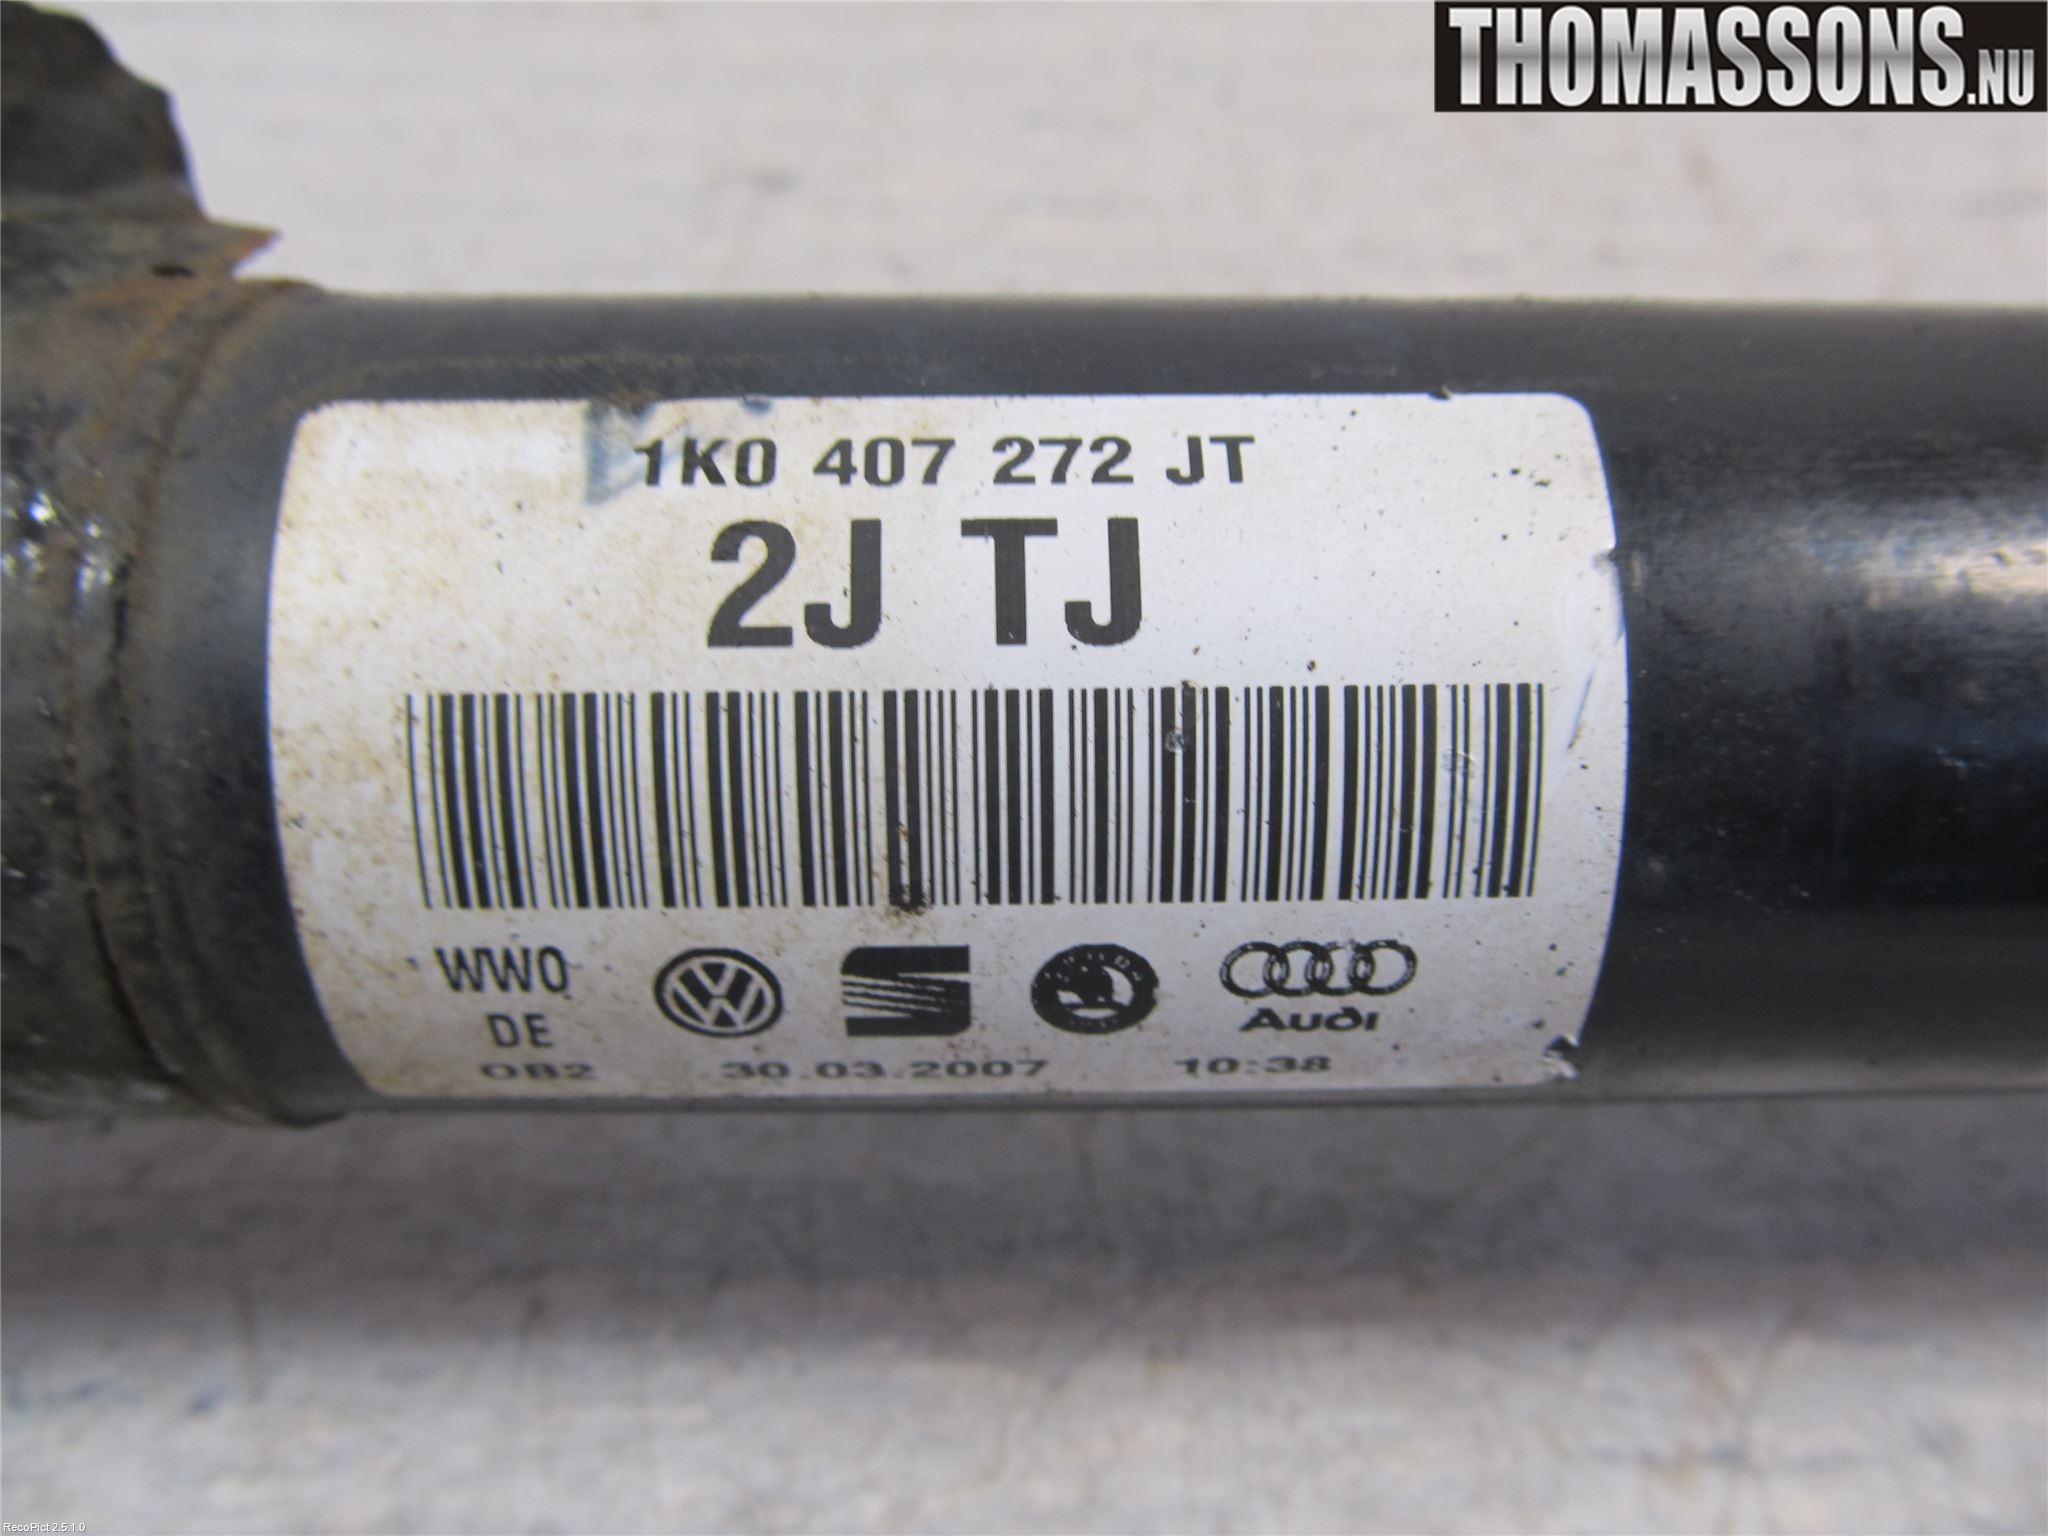 THOMASSONS.NU
1K0 407 272 JT
2J TJ
WWO
DE
Audi
OB2 30.03.2007 10:38
RecoPict 2.5.1.0